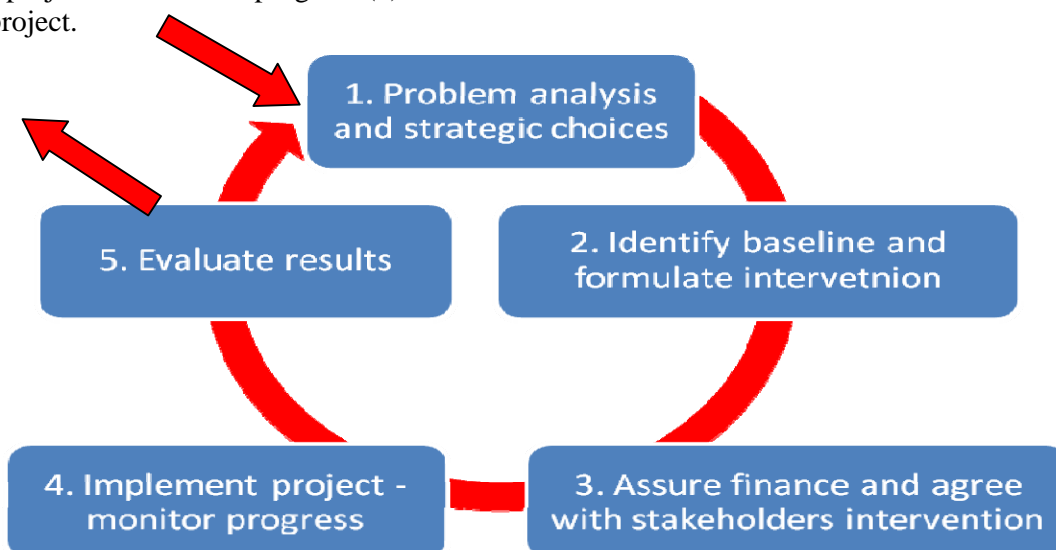 project.
1. Problem analysis
and strategic choices
2. Identify baseline and
formulate intervetnion
3. Assure finance and agree
with stakeholders intervention
4. Implement project -
monitor progress
5. Evaluate results